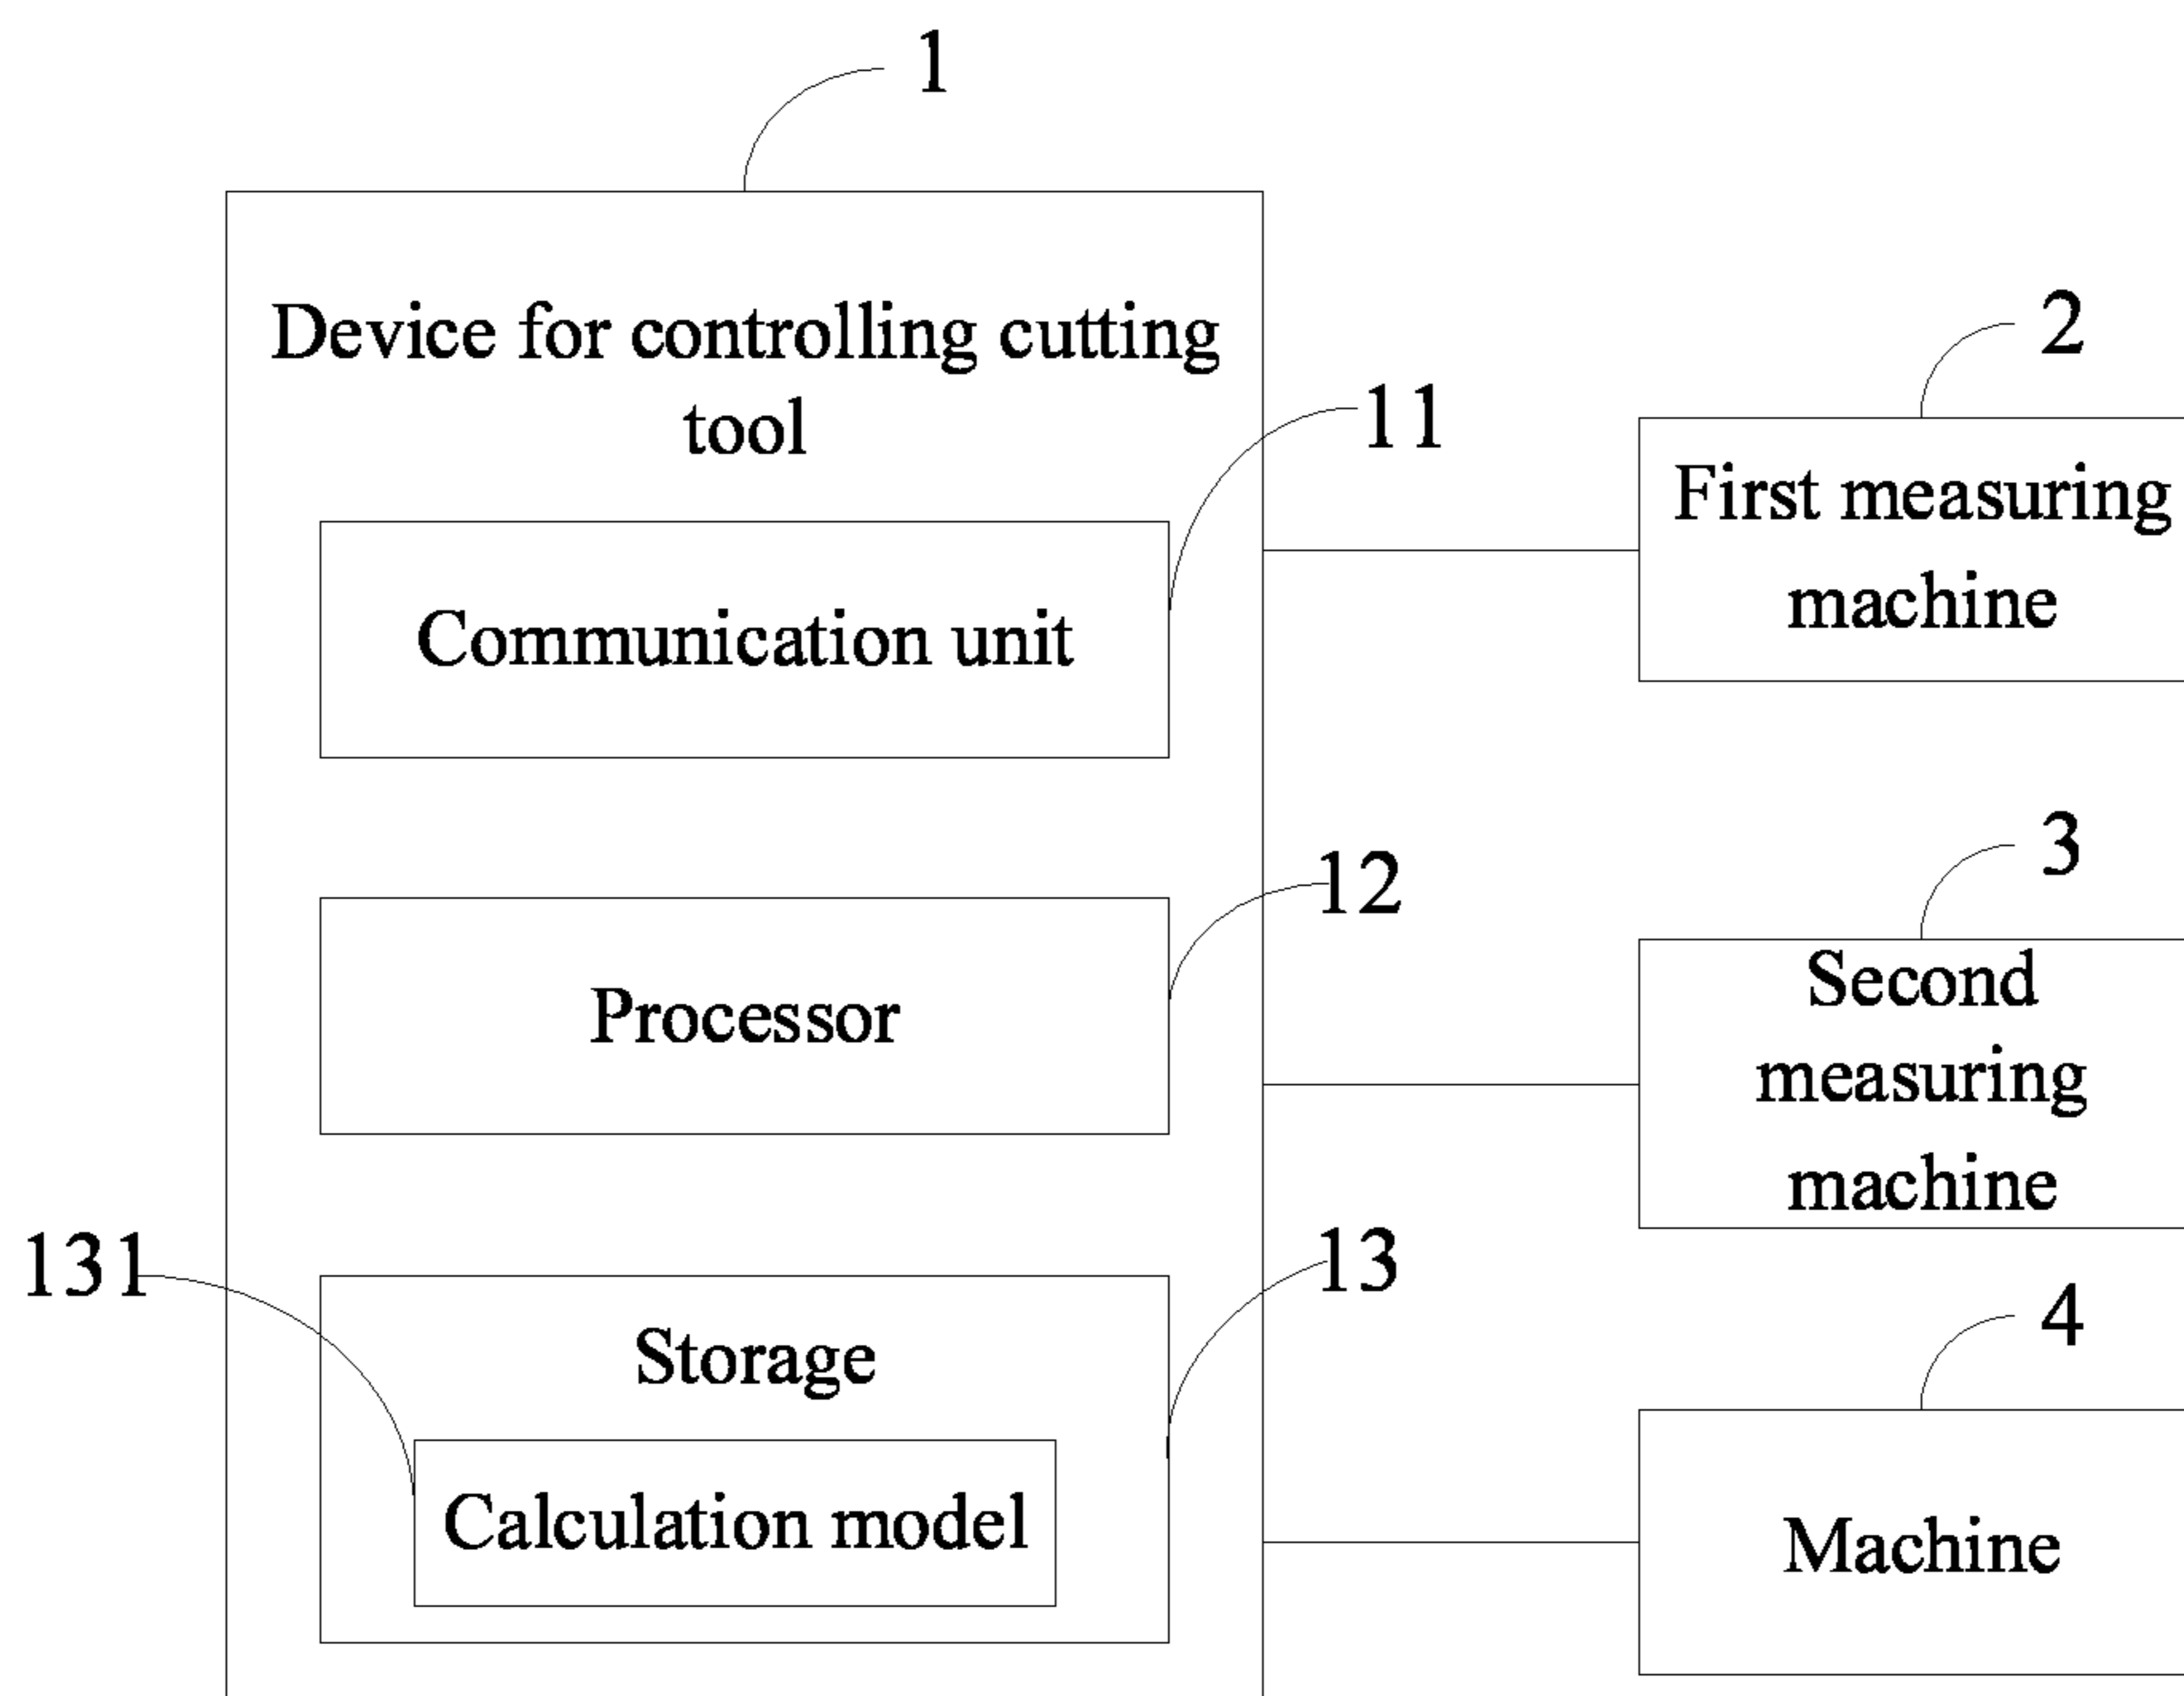 1
Device for controlling cutting
tool
11
Communication unit
12
Processor
131
13
Storage
Calculation model
2
First measuring
machine
3
Second
measuring
machine
4
Machine